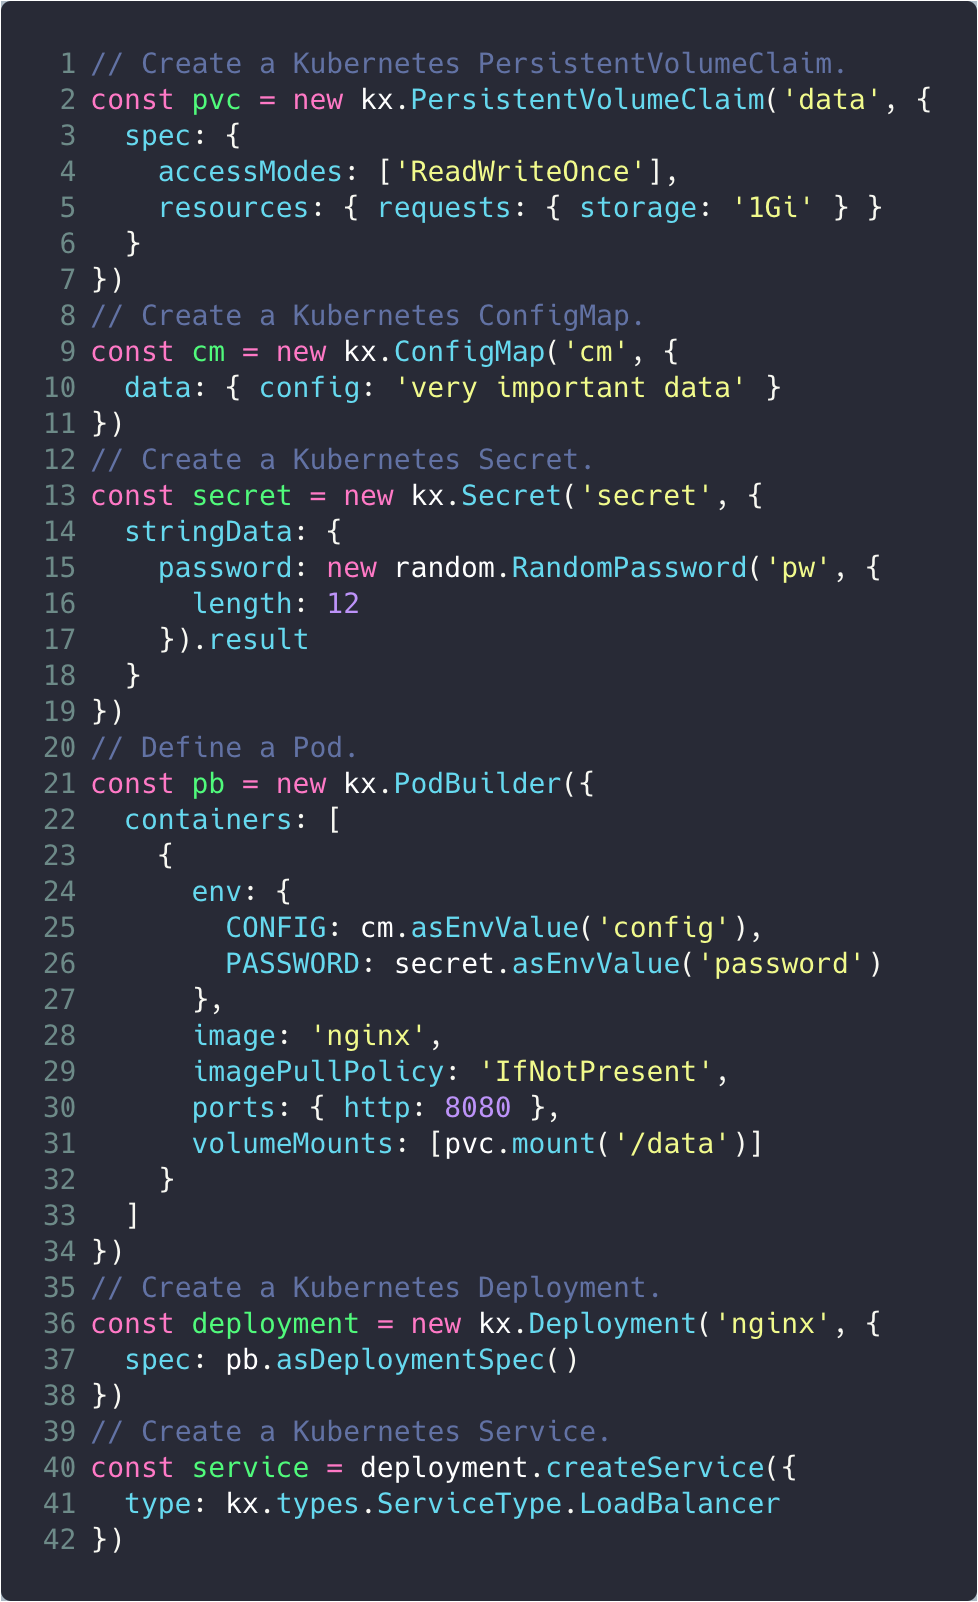 1 // Create a Kubernetes PersistentVolumeClaim.
2 const pvc = new kx.PersistentVolumeClaim('data', {
3   spec: {
4     accessModes: ['ReadWriteOnce'],
5     resources: { requests: { storage: '1Gi' } }
6   }
7 })
8 // Create a Kubernetes ConfigMap.
9 const cm = new kx.ConfigMap('cm', {
10   data: { config: 'very important data' }
11 })
12 // Create a Kubernetes Secret.
13 const secret = new kx.Secret('secret', {
14   stringData: {
15     password: new random.RandomPassword('pw', {
16       length: 12
17     }).result
18   }
19 })
20 // Define a Pod.
21 const pb = new kx.PodBuilder({
22   containers: [
23     {
24       env: {
25         CONFIG: cm.asEnvValue('config'),
26         PASSWORD: secret.asEnvValue('password')
27       },
28       image: 'nginx',
29       imagePullPolicy: 'IfNotPresent',
30       ports: { http: 8080 },
31       volumeMounts: [pvc.mount('/data')]
32     }
33   ]
34 })
35 // Create a Kubernetes Deployment.
36 const deployment = new kx.Deployment('nginx', {
37   spec: pb.asDeploymentSpec()
38 })
39 // Create a Kubernetes Service.
40 const service = deployment.createService({
41   type: kx.types.ServiceType.LoadBalancer
42 })